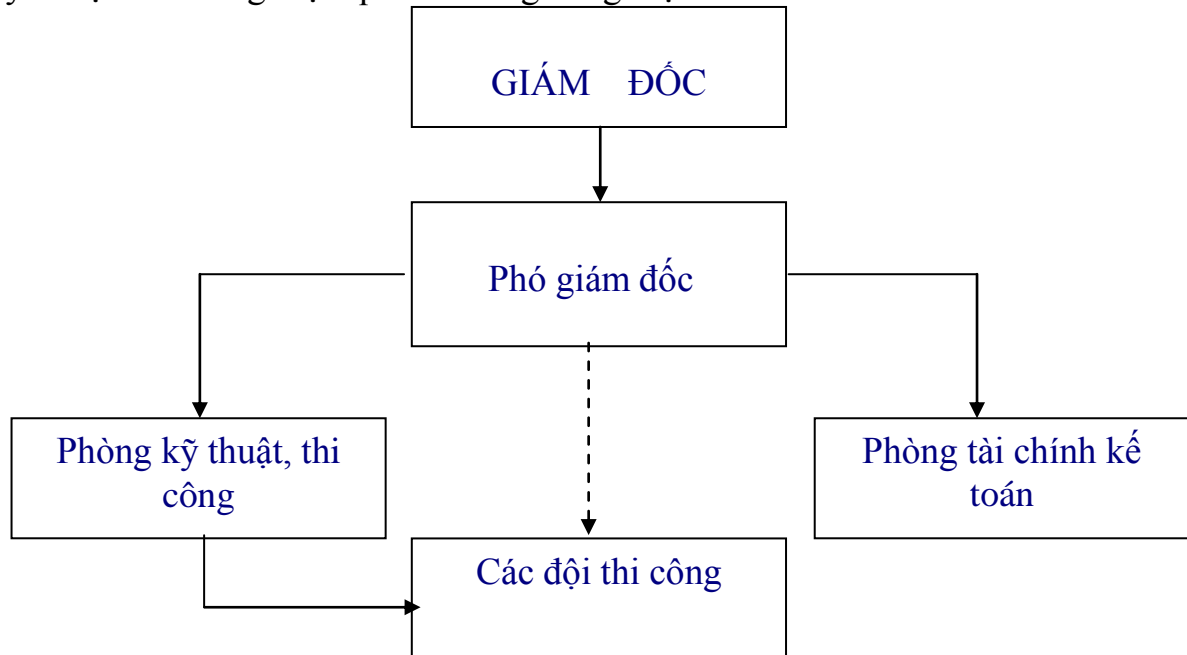 GIÁM ĐỐC
Phó giám đốc
Phòng kỹ thuật, thi
công
Phòng tài chính kế
toán
Các đội thi công